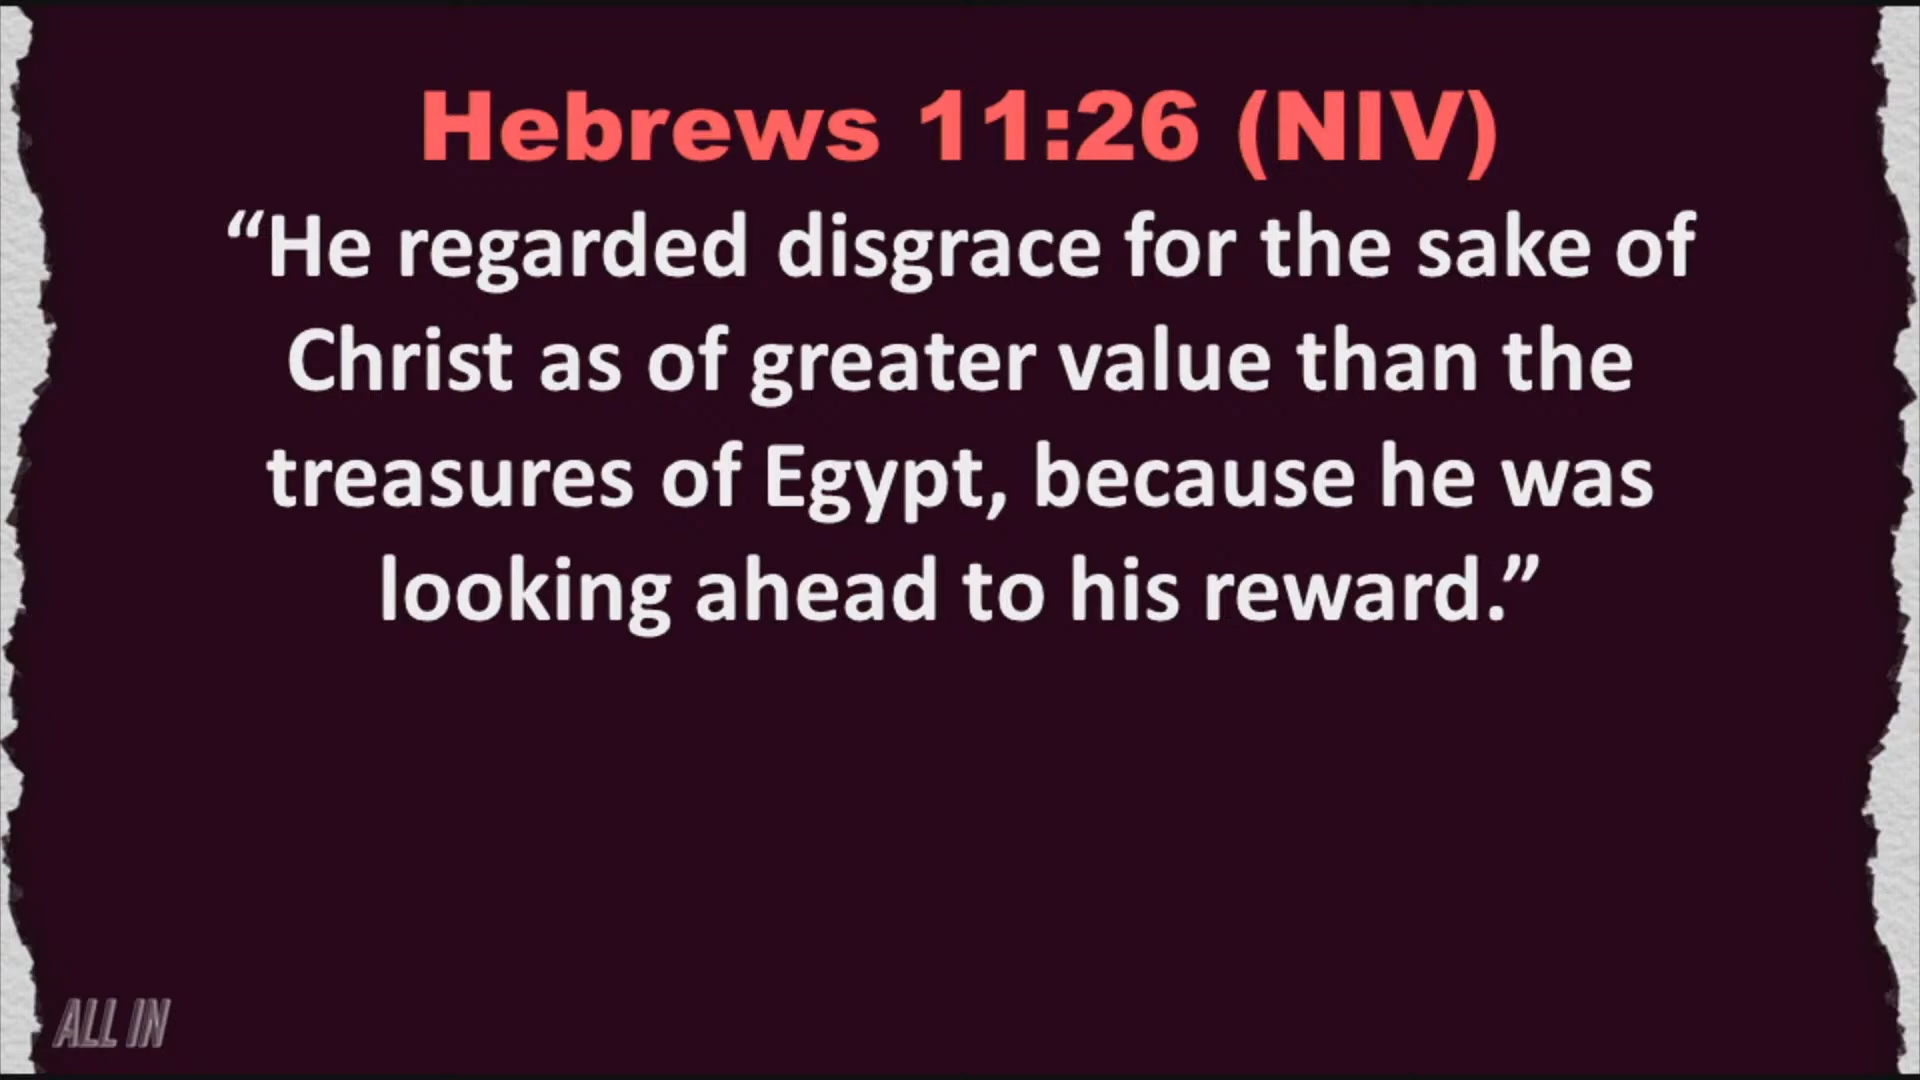 Hebrews 11:26 (NIV)
“He regarded disgrace for the sake of
Christ as of greater value than the
treasures of Egypt, because he was
looking ahead to his reward.”
ALL IN